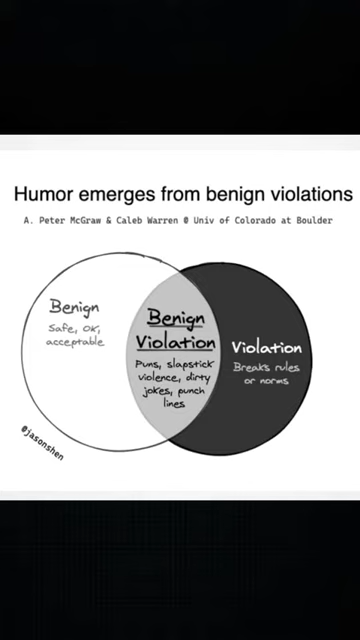 Humor emerges from benign violations
A. Peter McGraw & Caleb Warren @ Univ of Colorado at Boulder
Benign
Safe, OK,
acceptable
Benign
Violation
Puns, slapstick
violence, dirty
jokes, punch
lines
Violation
Breaks rules
or norms
@jasonshen